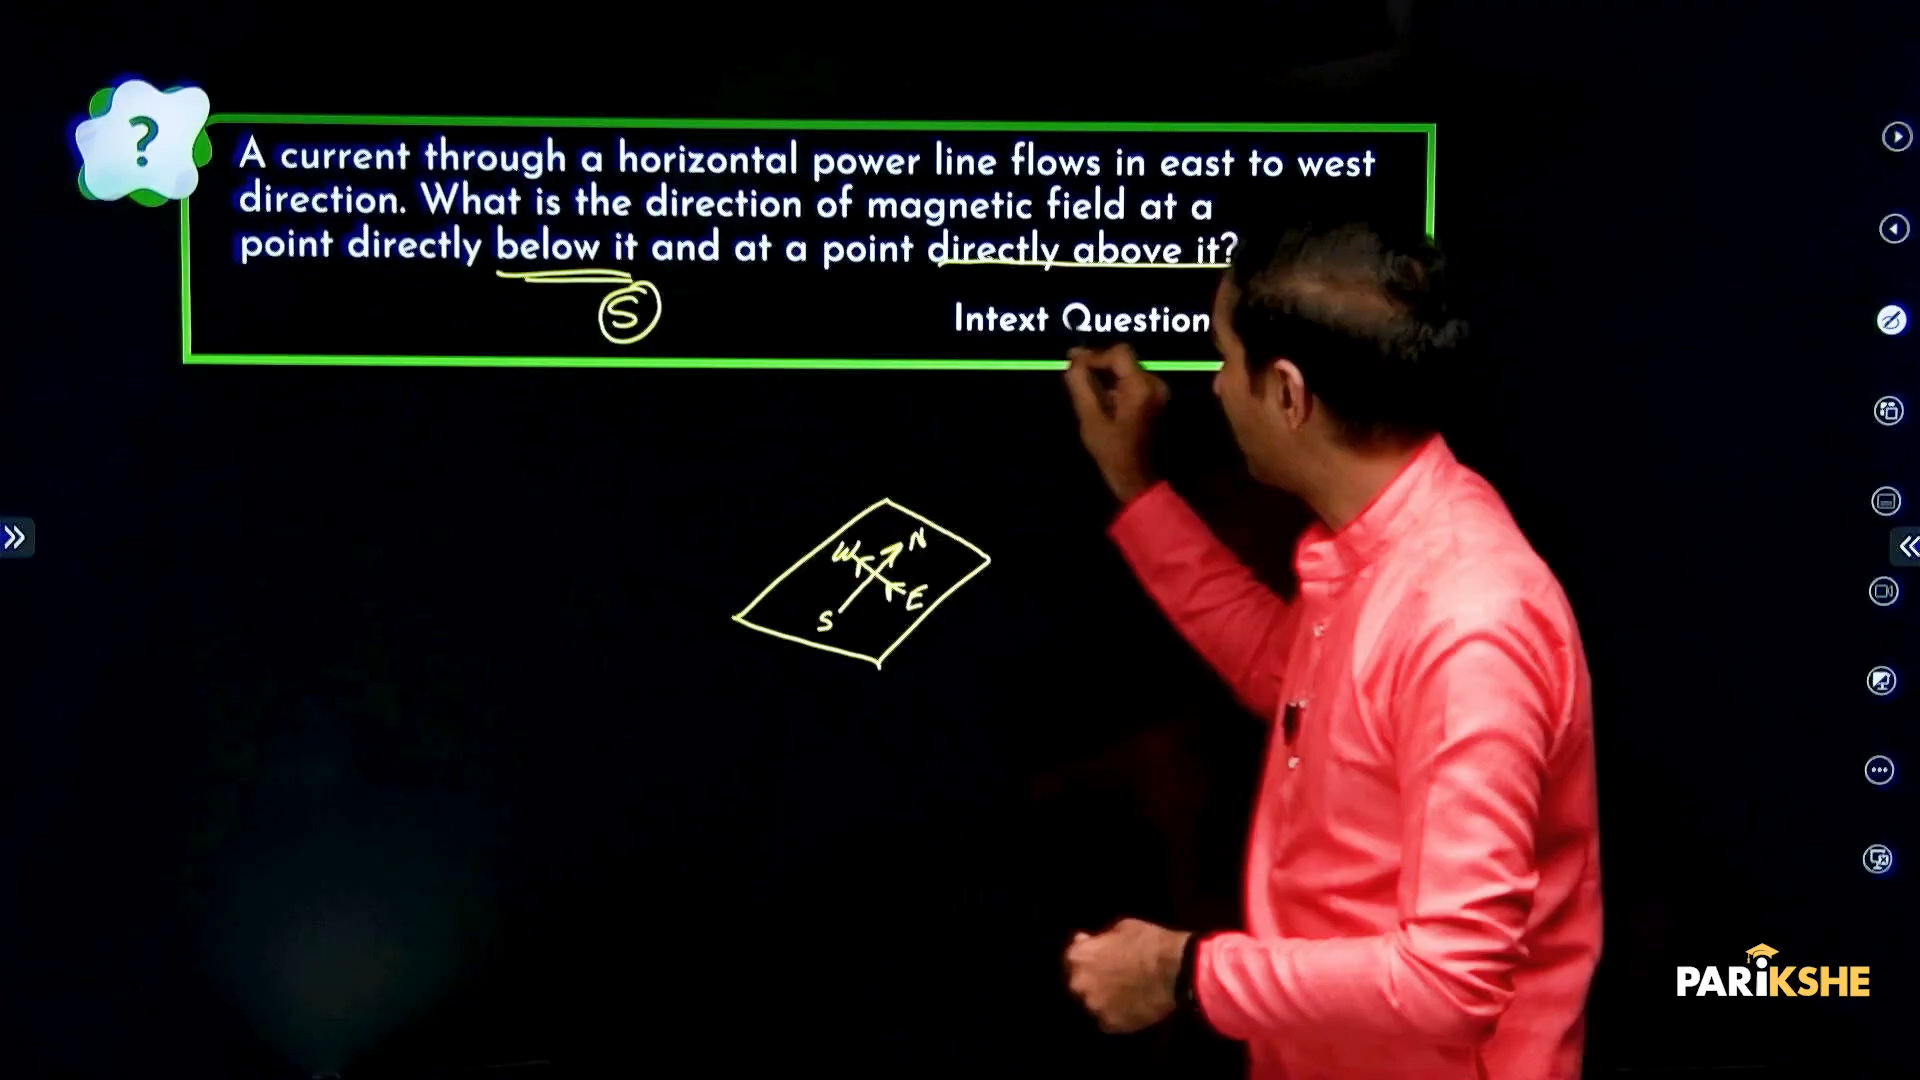 ?
A current through a horizontal power line flows in east to west
direction. What is the direction of magnetic field at a
point directly below it and at a point directly above it?
S
Intext Question
N
W
E
S
PARiKSHE